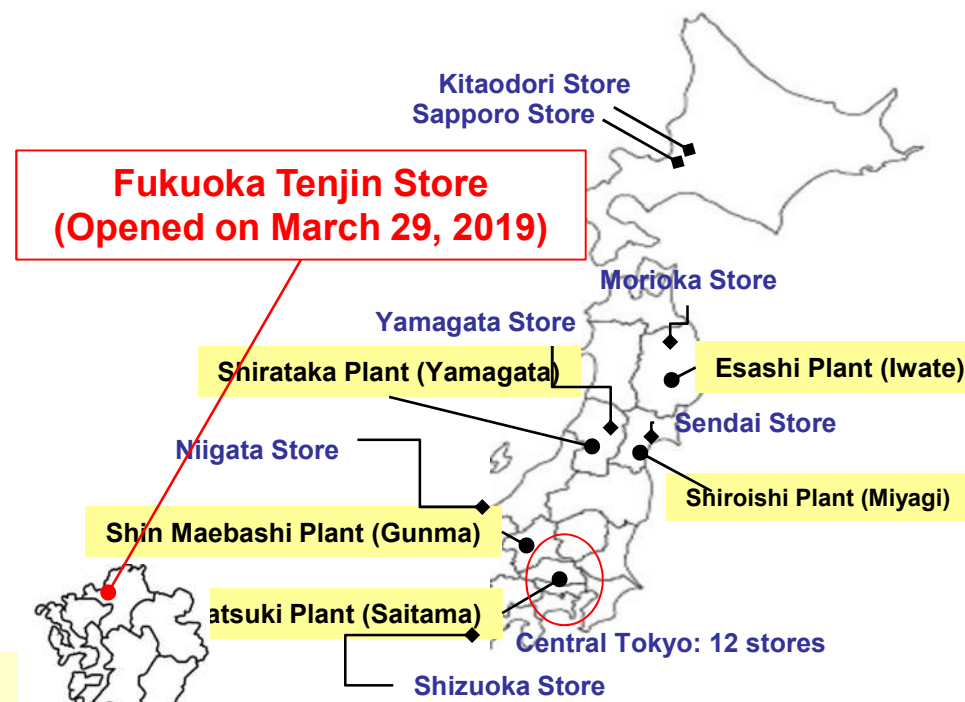 Kitaodori Store
Sapporo Store
Fukuoka Tenjin Store
(Opened on March 29, 2019)
Morioka Store
Yamagata Store
Shirataka Plant (Yamagata)
Esashi Plant (Iwate)
Sendai Store
Niigata Store
Shiroishi Plant (Miyagi)
Shin Maebashi Plant (Gunma)
atsuki Plant (Saitama)
Central Tokyo: 12 stores
Shizuoka Store